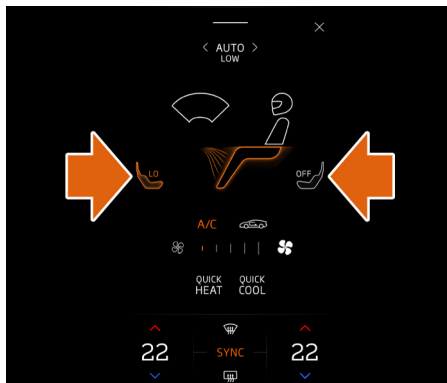 AUTO
LOW
LO
OFF
A/C
QUICK HEAT
QUICK COOL
22
SYNC
22